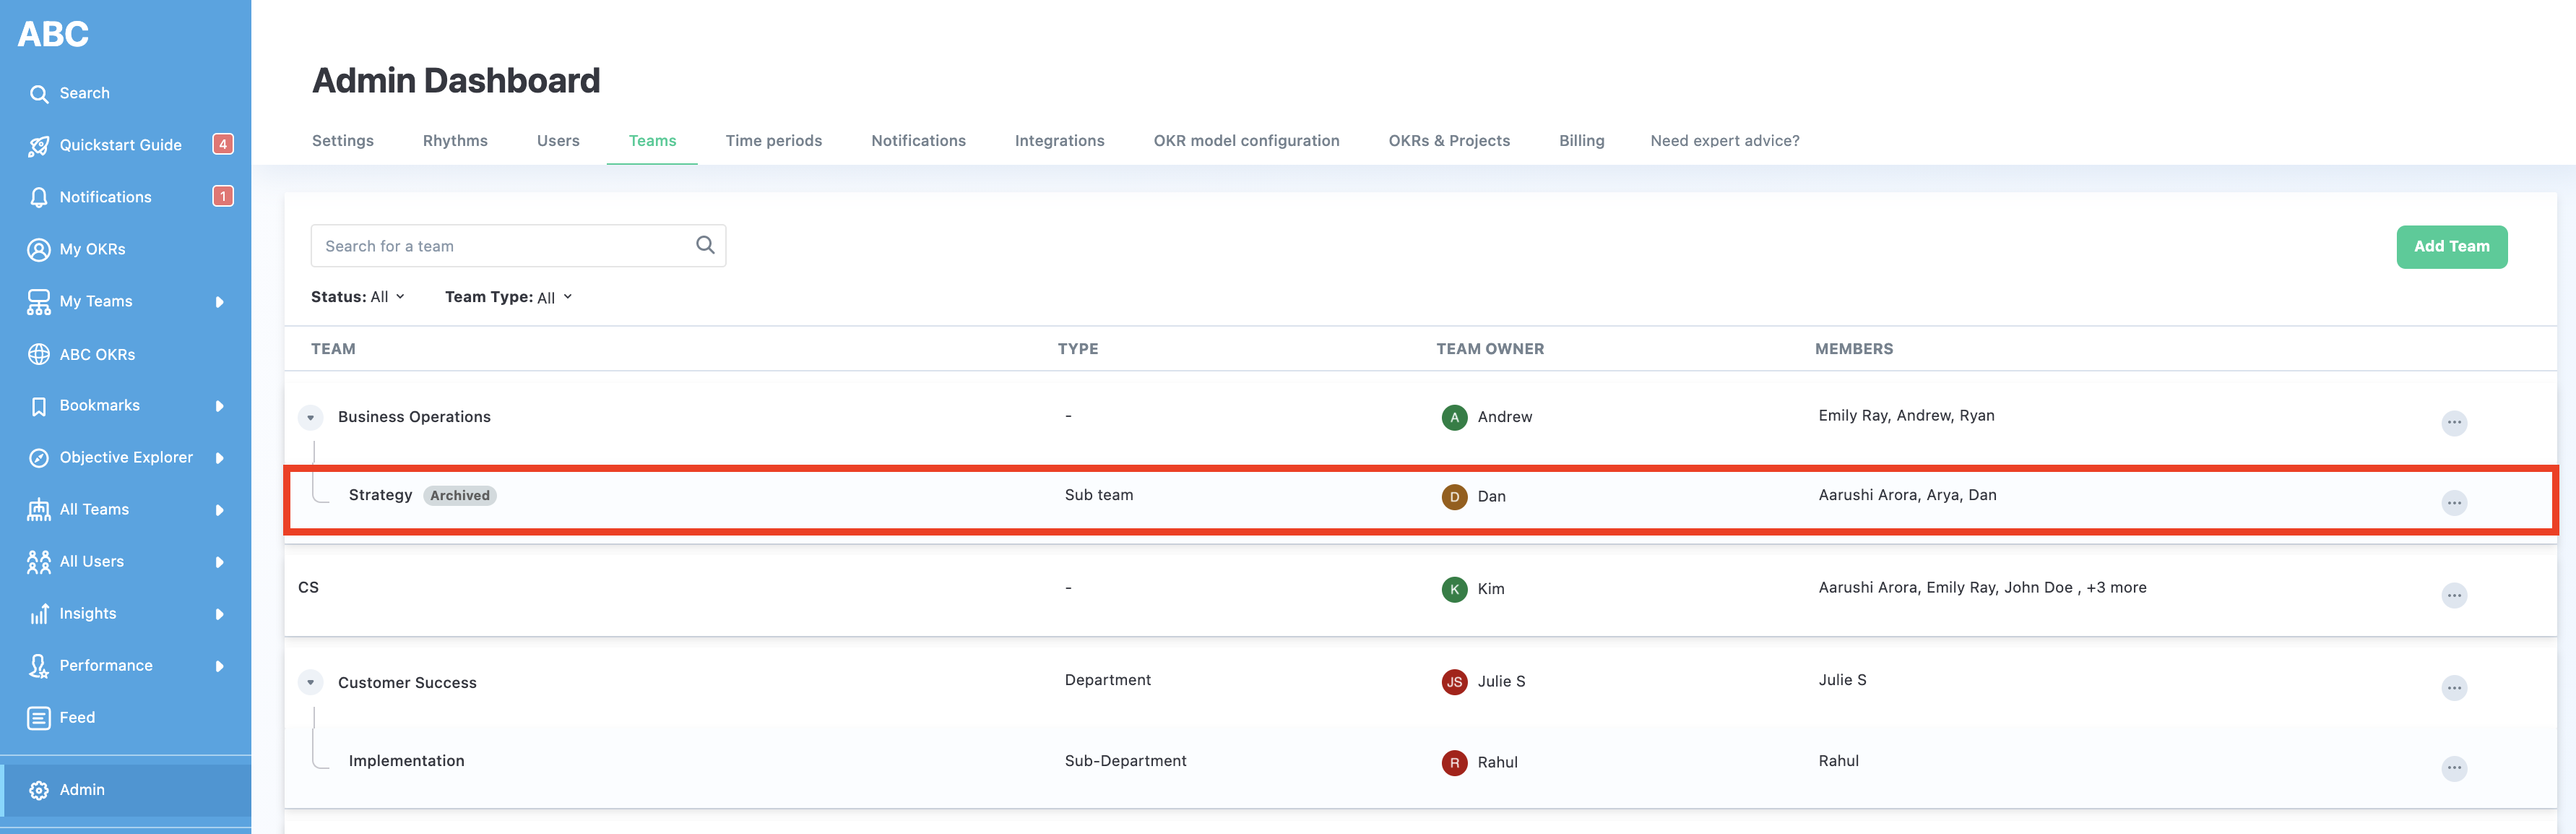 ABC
Search
Quickstart Guide 4
Notifications 1
My OKRs
My Teams
ABC OKRs
Bookmarks
Objective Explorer
All Teams
All Users
Insights
Performance
Feed
Admin
Admin Dashboard
Settings Rhythms Users Teams Time periods Notifications Integrations OKR model configuration OKRs & Projects Billing Need expert advice?
Search for a team
Add Team
Status: All Team Type: All
TEAM TYPE TEAM OWNER MEMBERS
Business Operations - A Andrew Emily Ray, Andrew, Ryan ...
Strategy Archived Sub team D Dan Aarushi Arora, Arya, Dan ...
CS - K Kim Aarushi Arora, Emily Ray, John Doe , +3 more ...
Customer Success Department JS Julie S Julie S ...
Implementation Sub-Department R Rahul Rahul ...